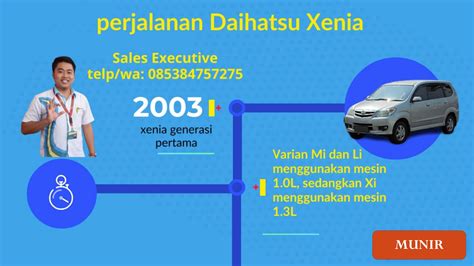 perjalanan Daihatsu Xenia
Sales Executive
telp/wa: 085384757275
2003
xenia generasi
pertama
Varian Mi dan Li
menggunakan mesin
1.0L, sedangkan Xi
menggunakan mesin
1.3L
MUNIR